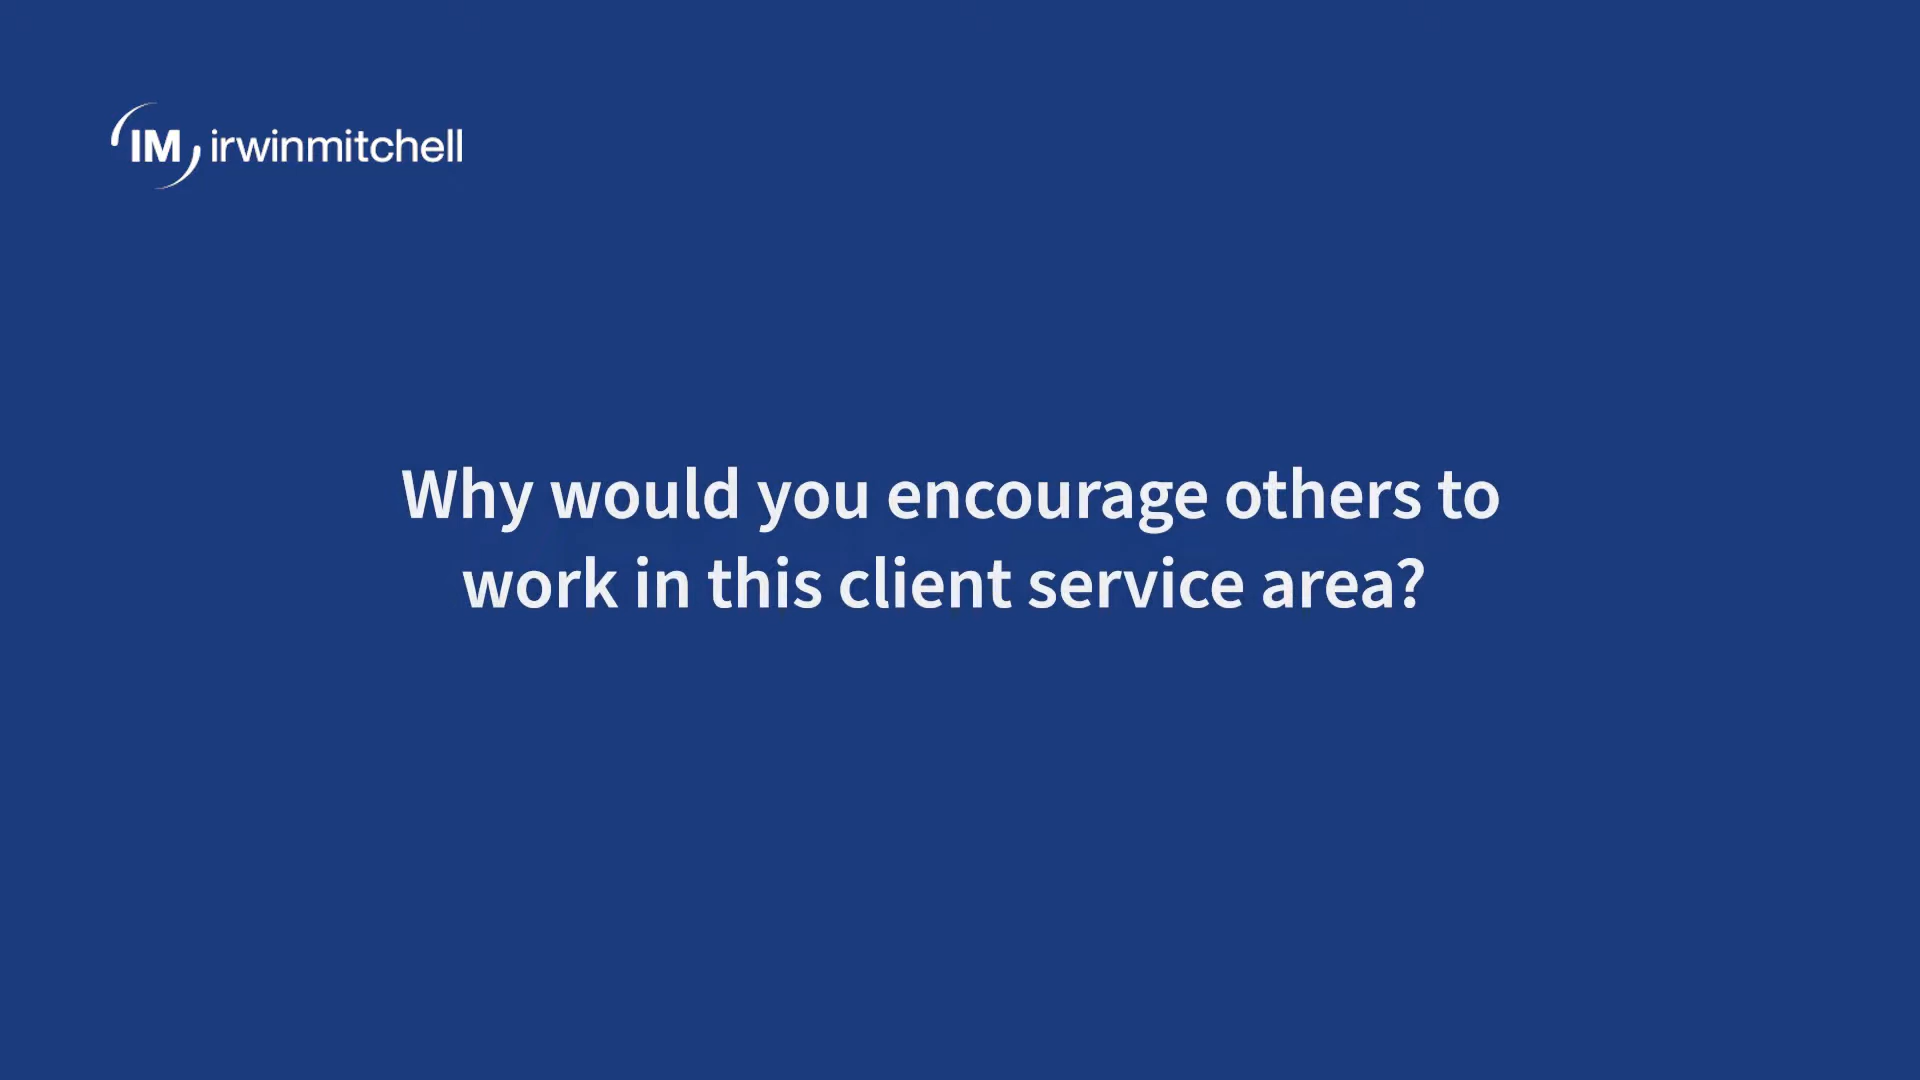 IM irwinmitchell
Why would you encourage others to
work in this client service area?